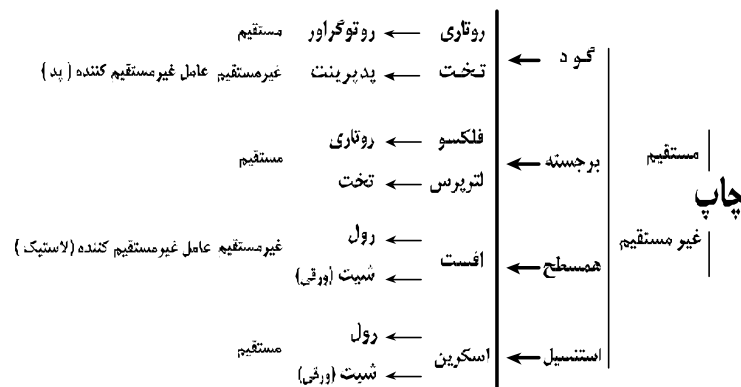 چاپ
مستقیم
غیر مستقیم
گود
روتاری
روتوگراور
مستقیم
تخت
پدپرینت
غیرمستقیم عامل غیرمستقیم کننده ( پد )
برجسته
فلکسو
روتاری
مستقیم
لترپرس
تخت
همسطح
افست
رول
شیت (ورقی)
غیرمستقیم عامل غیرمستقیم کننده (لاستیک )
استنسیل
اسکرین
رول
شیت (ورقی)
مستقیم